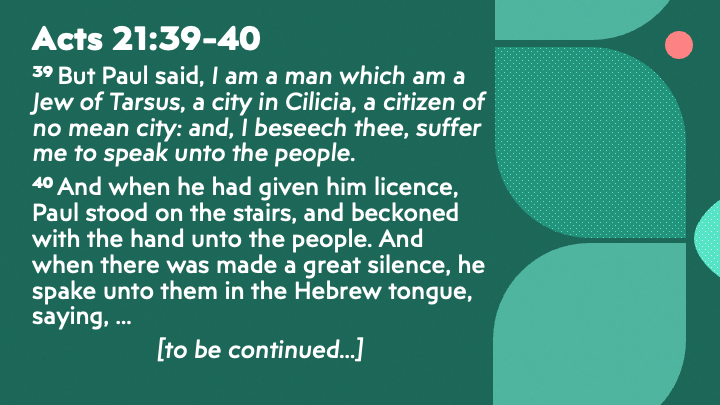 Acts 21:39-40
39 But Paul said, I am a man which am a
Jew of Tarsus, a city in Cilicia, a citizen of
no mean city: and, I beseech thee, suffer
me to speak unto the people.
40 And when he had given him licence,
Paul stood on the stairs, and beckoned
with the hand unto the people. And
when there was made a great silence, he
spake unto them in the Hebrew tongue,
saying, ...
[to be continued...]